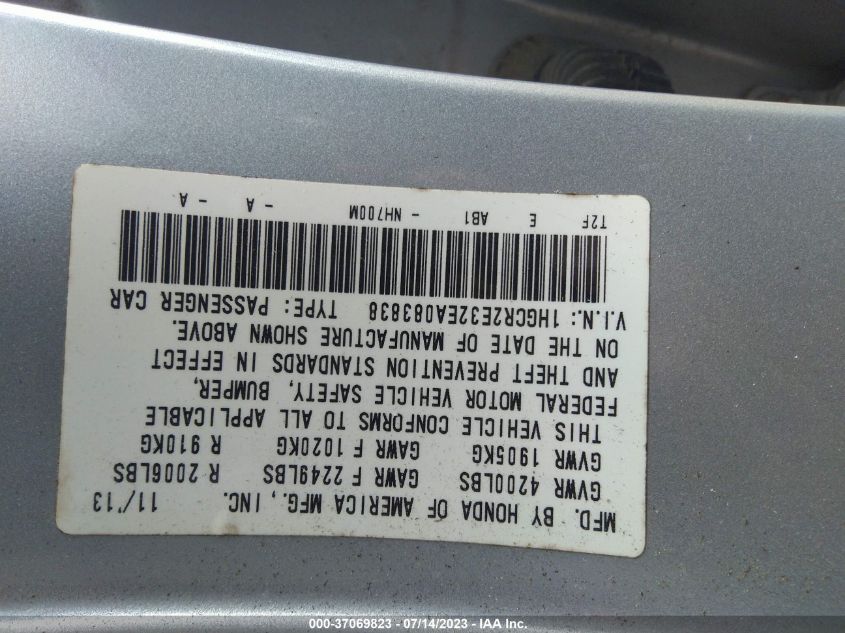 MFD. BY HONDA OF AMERICA MFG., INC. 11/'13
GVWR 4200LBS GAWR F 2249LBS R 2006LBS
GVWR 1905KG GAWR F 1020KG R 910KG
THIS VEHICLE CONFORMS TO ALL APPLICABLE
FEDERAL MOTOR VEHICLE SAFETY, BUMPER,
AND THEFT PREVENTION STANDARDS IN EFFECT
ON THE DATE OF MANUFACTURE SHOWN ABOVE.
V.I.N.: 1HGCR2E32EA083838 TYPE: PASSENGER CAR
T2F E AB1 - NH700M - A - A
000-37069823 - 07/14/2023 - IAA Inc.